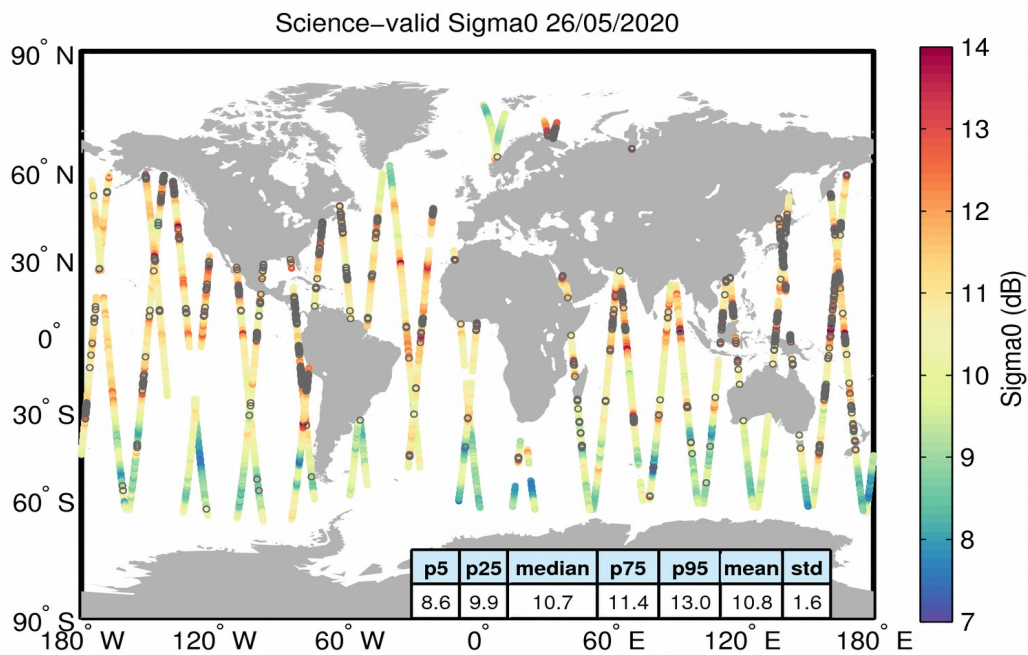 Science−valid Sigma0 26/05/2020
90° N
60° N
30° N
0°
30° S
60° S
90° S
180° W
120° W
60° W
0°
60° E
120° E
180° E
p5 p25 median p75 p95 mean std
8.6 9.9 10.7 11.4 13.0 10.8 1.6
14
13
12
11
10
9
8
7
Sigma0 (dB)